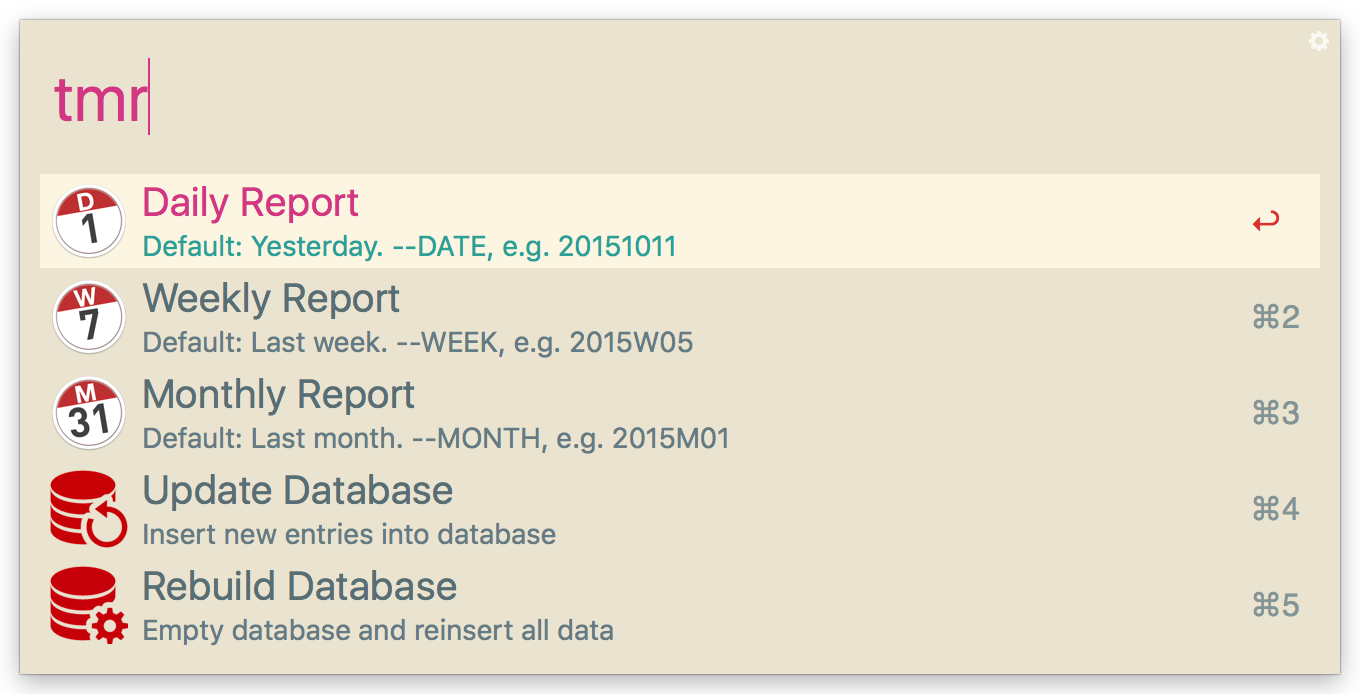 tmr
D
1
Daily Report
Default: Yesterday. --DATE, e.g. 20151011
↩
W
7
Weekly Report
Default: Last week. --WEEK, e.g. 2015W05
⌘2
M
31
Monthly Report
Default: Last month. --MONTH, e.g. 2015M01
⌘3
Update Database
Insert new entries into database
⌘4
Rebuild Database
Empty database and reinsert all data
⌘5